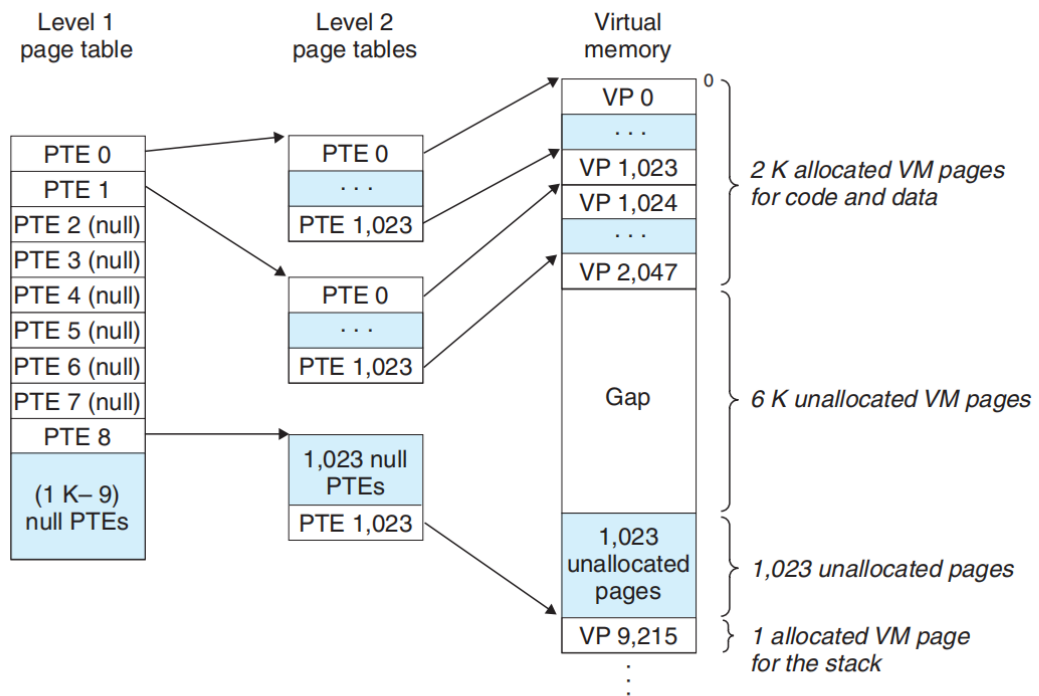 Level 1
page table
Level 2
page tables
Virtual
memory
PTE 0
PTE 1
PTE 2 (null)
PTE 3 (null)
PTE 4 (null)
PTE 5 (null)
PTE 6 (null)
PTE 7 (null)
PTE 8
(1 K– 9)
null PTEs
PTE 0
. . .
PTE 1,023
PTE 0
. . .
PTE 1,023
1,023 null
PTEs
PTE 1,023
0
VP 0
. . .
VP 1,023
VP 1,024
. . .
VP 2,047
Gap
1,023
unallocated
pages
VP 9,215
. . .
2 K allocated VM pages
for code and data
6 K unallocated VM pages
1,023 unallocated pages
1 allocated VM page
for the stack